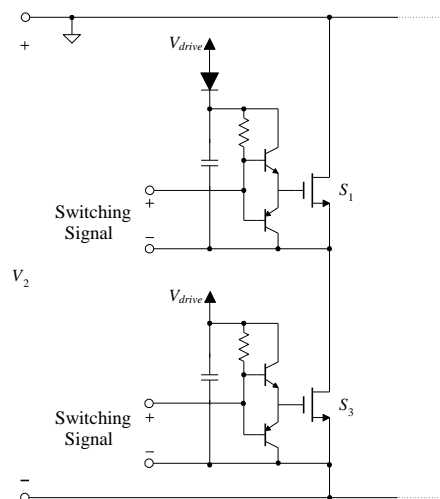 +
V_drive
Switching
Signal
+
−
S_1
V_2
V_drive
Switching
Signal
+
−
S_3
−